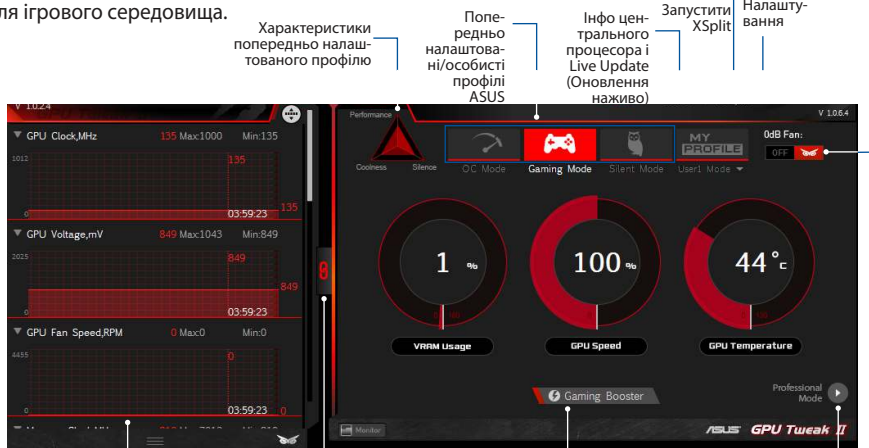 ля ігрового середовища.
Характеристики
попередньо налаш-
тованого профілю
Попе-
редньо
налаштова-
ні/особисті
профілі
ASUS
Інфо цен-
трального
процесора і
Live Update
(Оновлення
наживо)
Запустити
XSplit
Налашту-
вання
V 1.0.2.4
GPU Clock,MHz 135 Max:1000 Min:135
1012
135
135
0
03:59:23
GPU Voltage,mV 849 Max:1043 Min:849
2025
849
849
0
03:59:23
GPU Fan Speed,RPM 0 Max:0 Min:0
4455
0
0
03:59:23 0
V 1.0.6.4
Performance
Coolness Silence
OC Mode
Gaming Mode
Silent Mode
MY
PROFILE
User1 Mode
0dB Fan:
OFF
1 %
VRAM Usage
100 %
GPU Speed
44°c
GPU Temperature
Gaming Booster
Professional
Mode
Monitor
ASUS GPU Tweak II